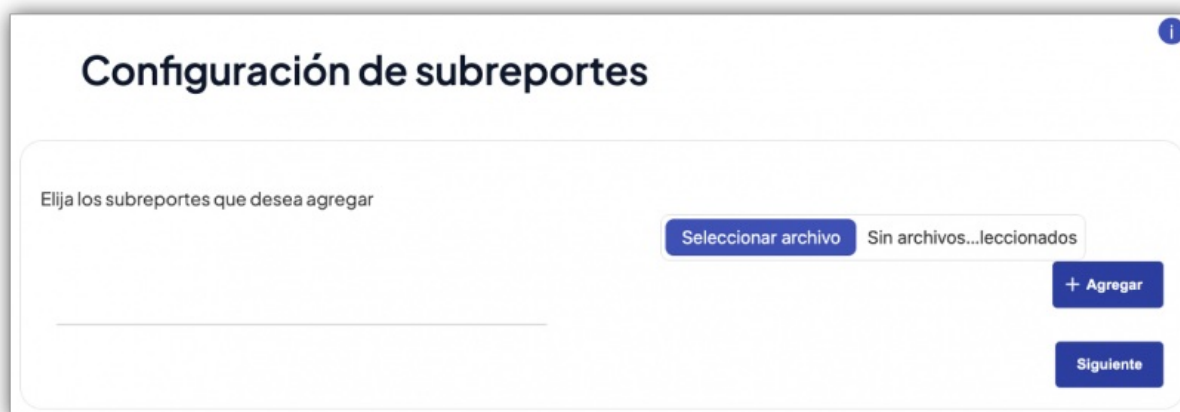 i
Configuración de subreportes
Elija los subreportes que desea agregar
Seleccionar archivo Sin archivos...leccionados
+ Agregar
Siguiente